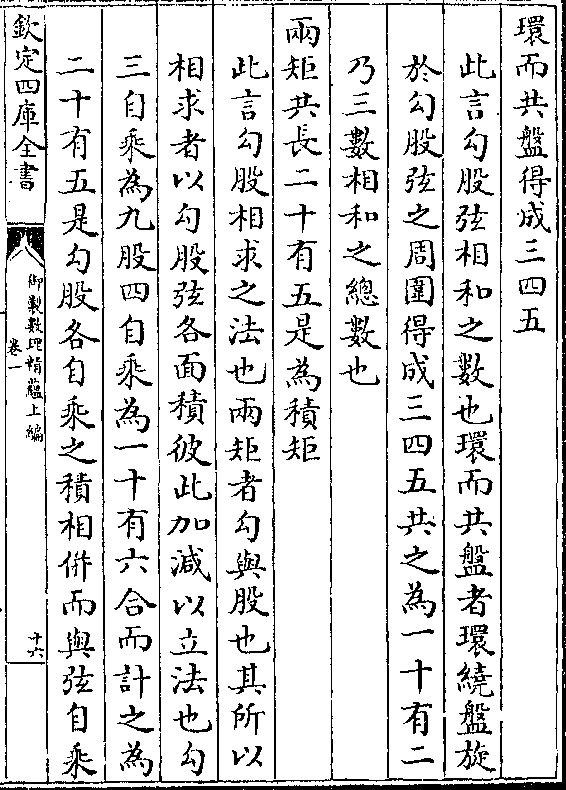 環而共盤得成三四五
此言勾股弦相和之數也環而共盤者環繞盤旋
於勾股弦之周圍得成三四五共之為一十有二
乃三數相和之總數也
兩矩共長二十有五是為積矩
此言勾股相求之法也兩矩者勾與股也其所以
相求者以勾股弦各面積彼此加減以立法也勾
三自乘為九股四自乘為一十有六合而計之為
二十有五是勾股各自乘之積相併而與弦自乘
欽定四庫全書
御製數理精蘊上編
卷一
十六